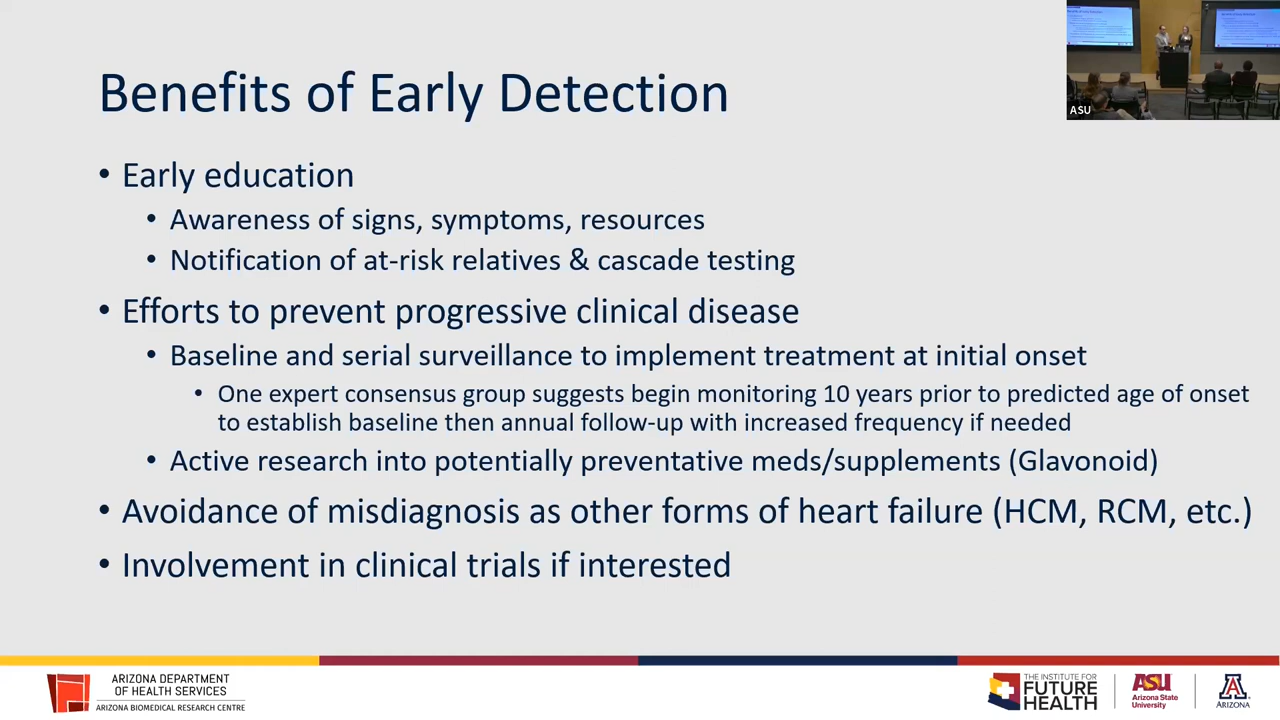 Benefits of Early Detection
ASU
• Early education
• Awareness of signs, symptoms, resources
• Notification of at-risk relatives & cascade testing
• Efforts to prevent progressive clinical disease
• Baseline and serial surveillance to implement treatment at initial onset
• One expert consensus group suggests begin monitoring 10 years prior to predicted age of onset
to establish baseline then annual follow-up with increased frequency if needed
• Active research into potentially preventative meds/supplements (Glavonoid)
• Avoidance of misdiagnosis as other forms of heart failure (HCM, RCM, etc.)
• Involvement in clinical trials if interested
ARIZONA DEPARTMENT
OF HEALTH SERVICES
ARIZONA BIOMEDICAL RESEARCH CENTRE
THE INSTITUTE FOR
FUTURE
HEALTH
ASU
Arizona State
University
A
ARIZONA